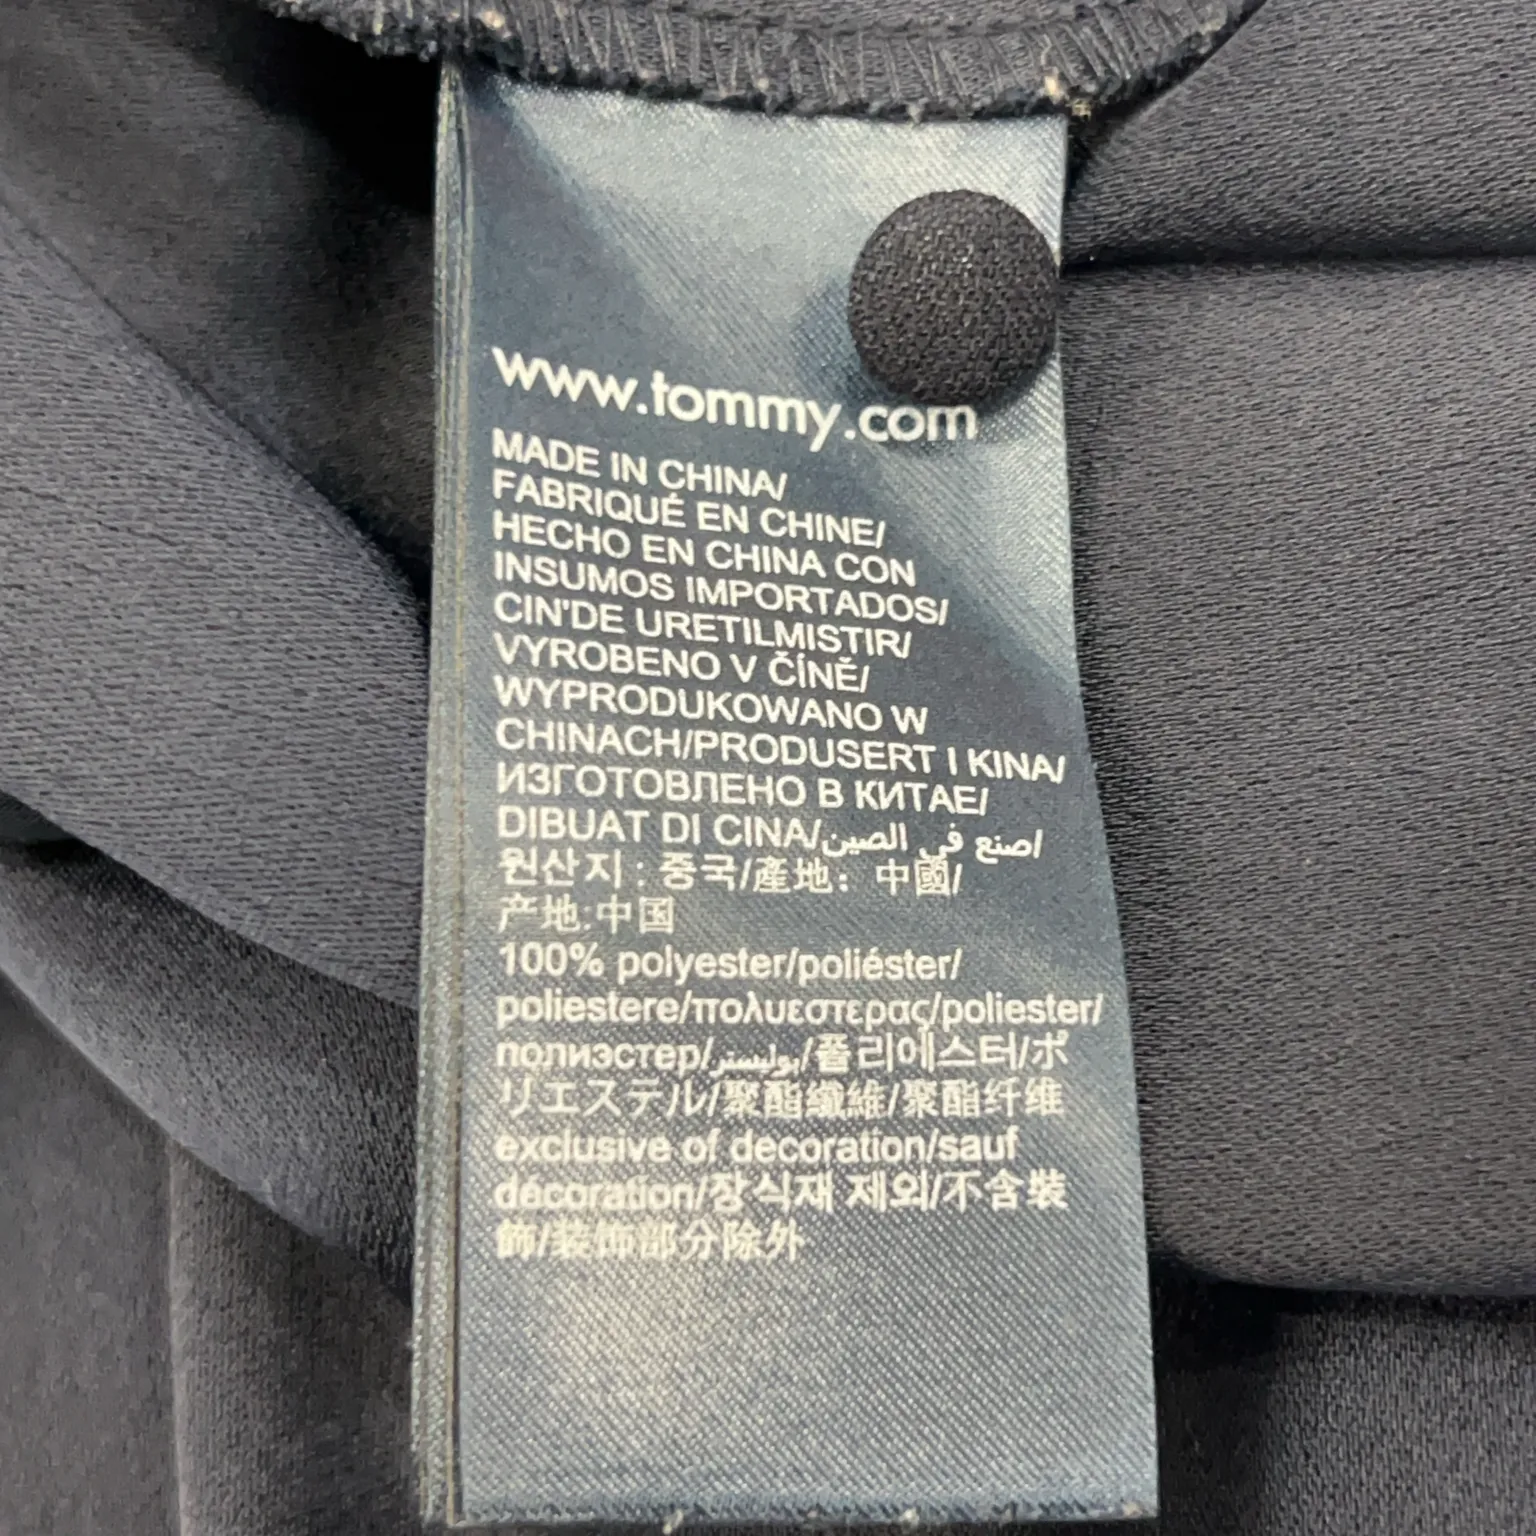 www.tommy.com
MADE IN CHINA/
FABRIQUÉ EN CHINE/
HECHO EN CHINA CON
INSUMOS IMPORTADOS/
CIN'DE URETILMISTIR/
VYROBENO V ČÍNĚ/
WYPRODUKOWANO W
CHINACH/PRODUSERT I KINA/
ИЗГОТОВЛЕНО В КИТАЕ/
DIBUAT DI CINA/صنع في الصين/
원산지 : 중국/產地: 中國/
产地:中国
100% polyester/poliéster/
poliestere/πολυεστερας/poliester/
полиэстер/بوليستر/폴리에스터/ポ
リエステル/聚酯纖維/聚酯纤维
exclusive of decoration/sauf
décoration/장식재 제외/不含裝
飾/装饰部分除外